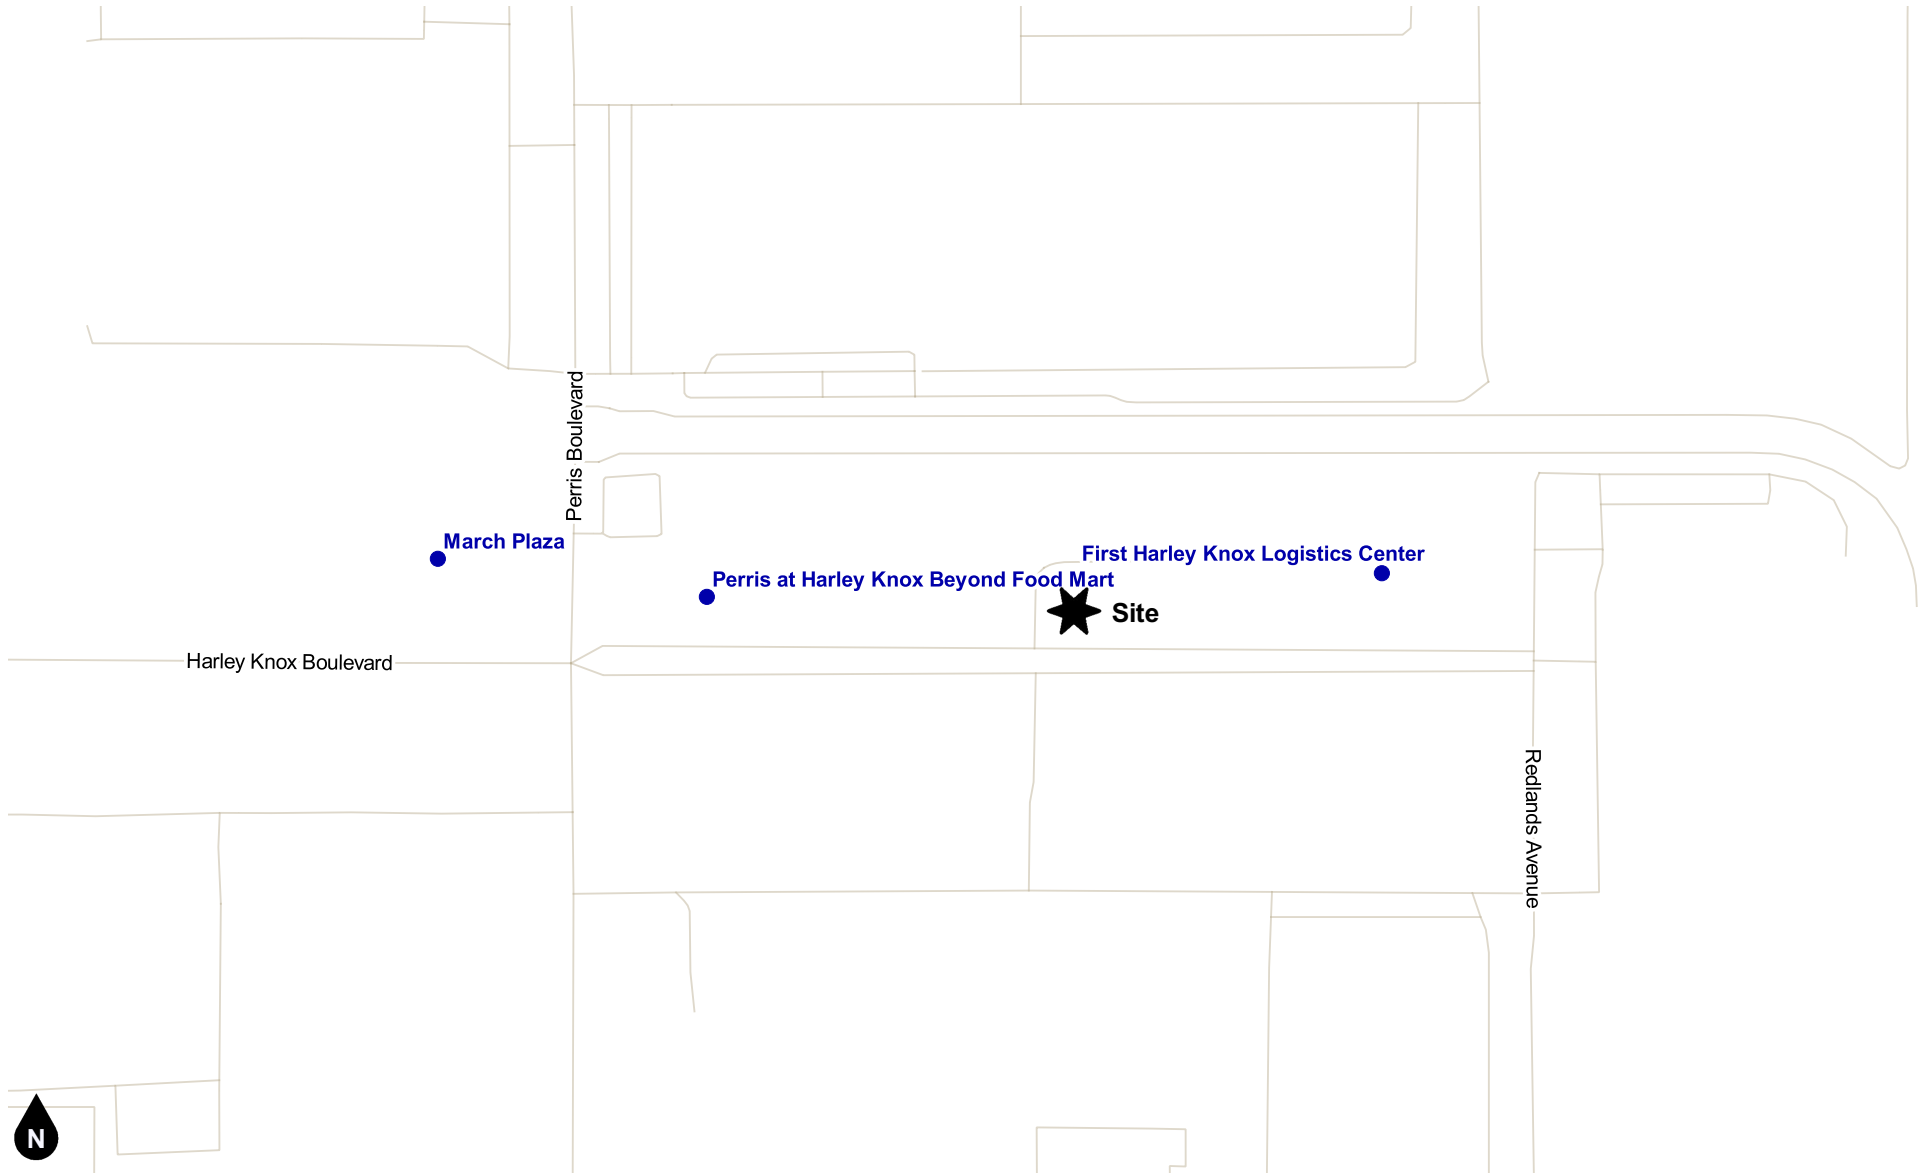 Perris Boulevard
March Plaza
First Harley Knox Logistics Center
Perris at Harley Knox Beyond Food Mart
Site
Harley Knox Boulevard
Redlands Avenue
N